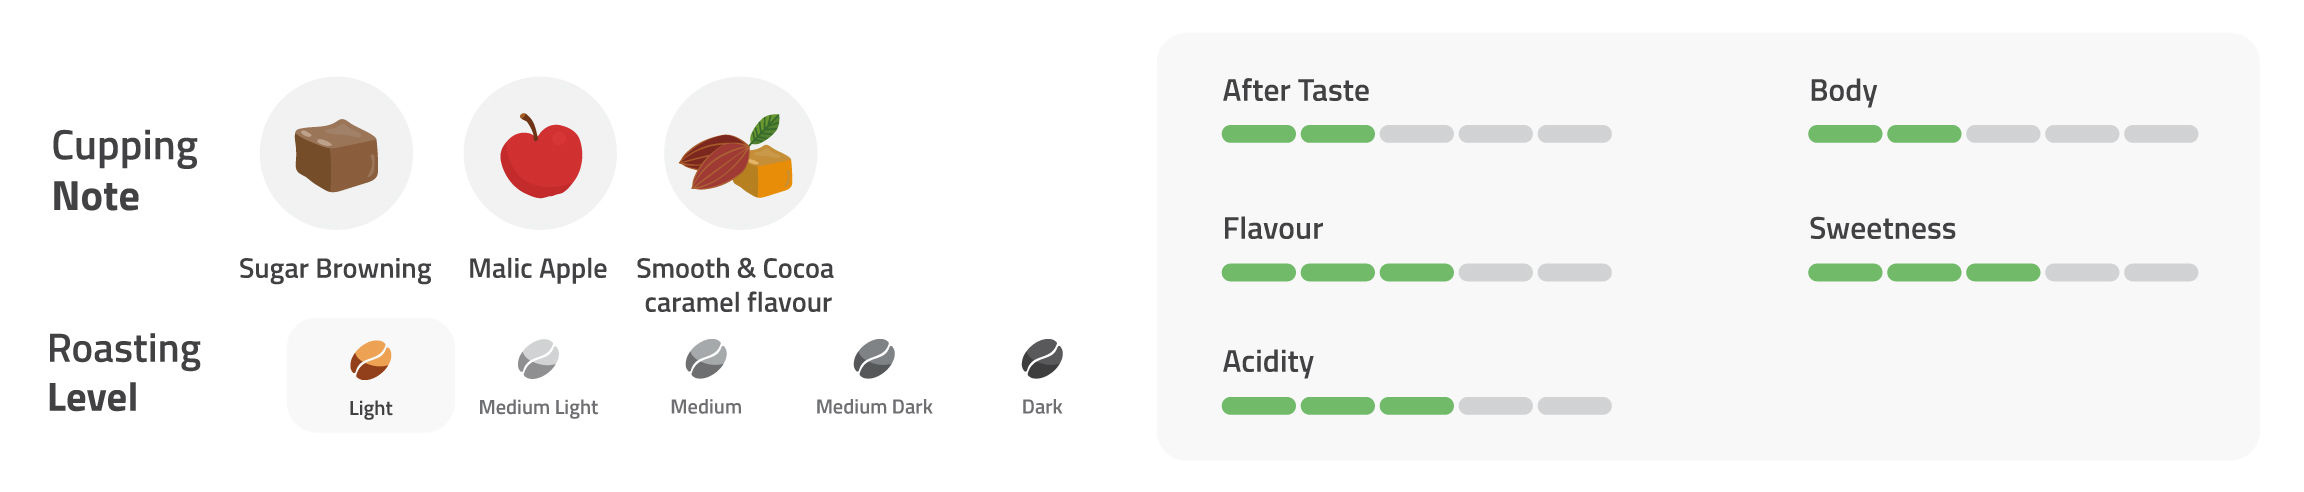 Cupping
Note
Sugar Browning
Malic Apple
Smooth & Cocoa
caramel flavour
Roasting
Level
Light
Medium Light
Medium
Medium Dark
Dark
After Taste
Body
Flavour
Sweetness
Acidity